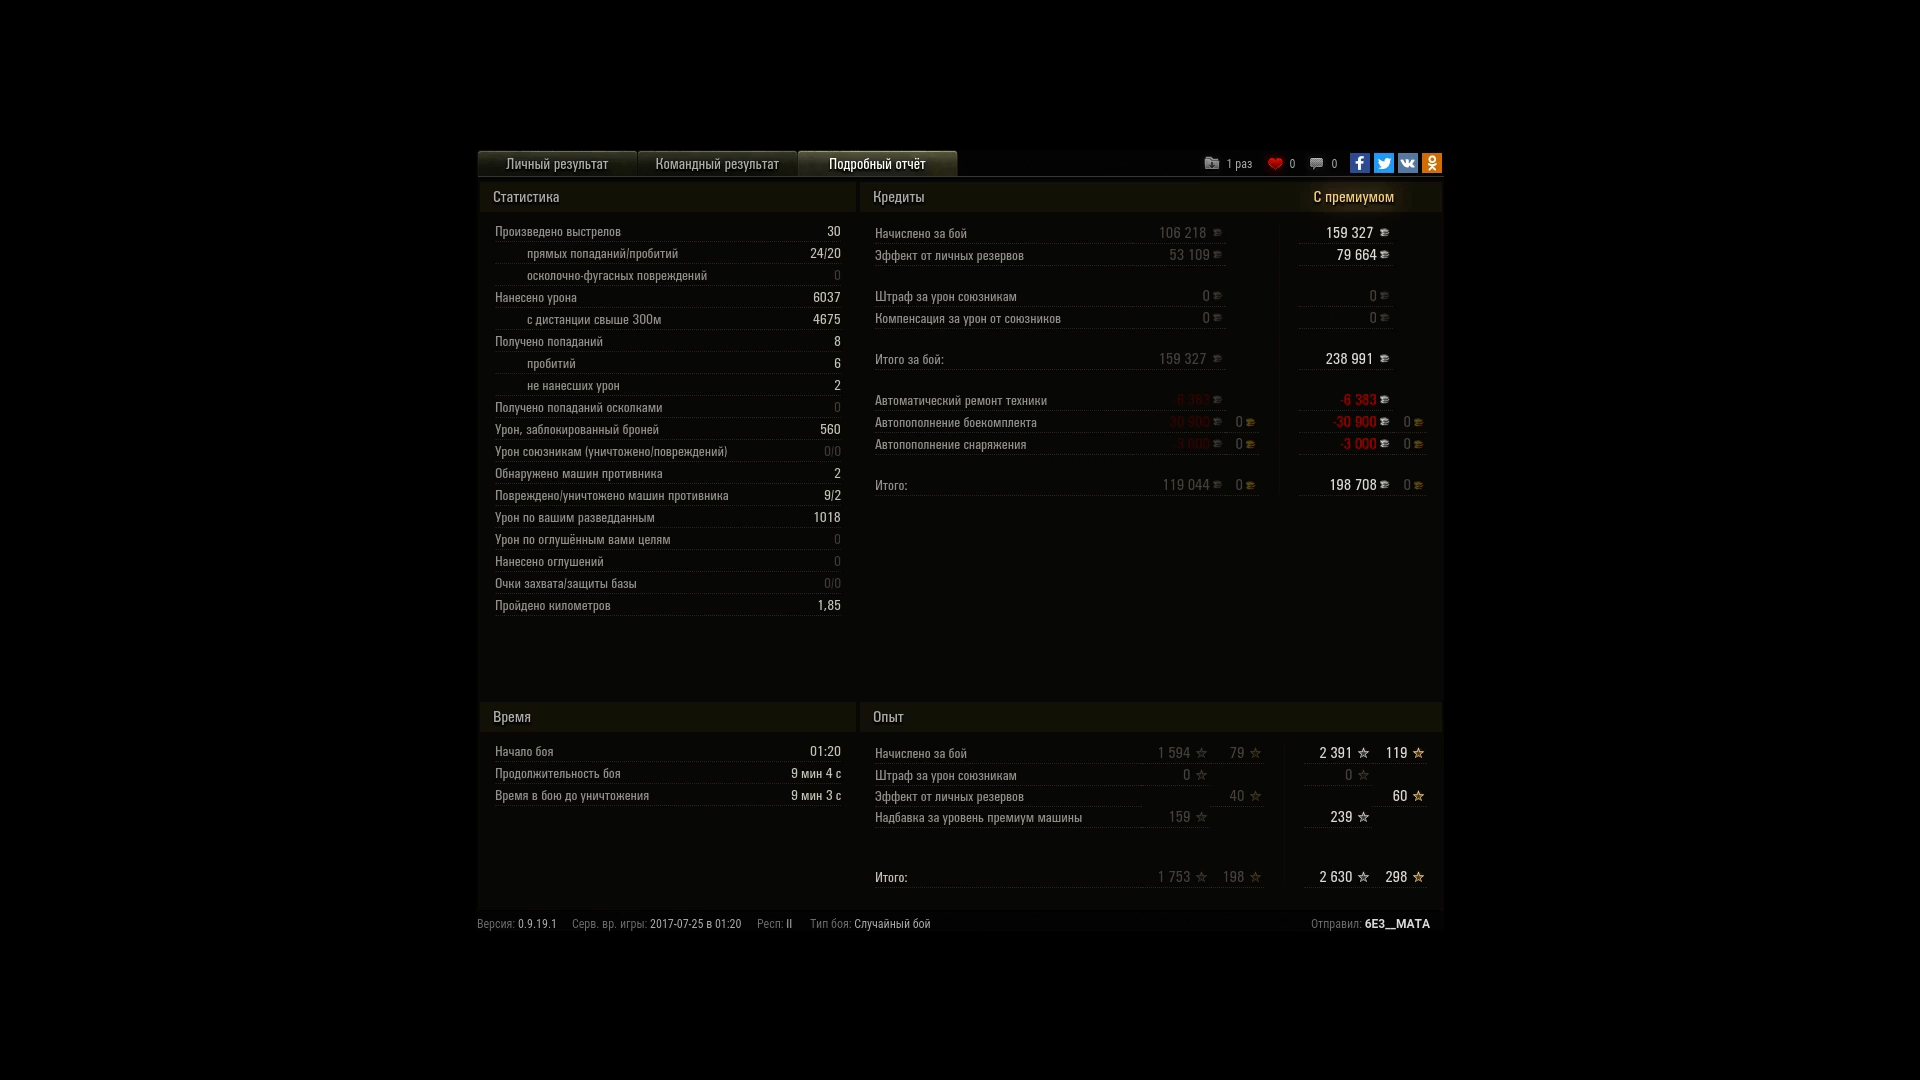 Личный результат Командный результат Подробный отчёт 1 раз 0 0
Статистика
Произведено выстрелов 30
прямых попаданий/пробитий 24/20
осколочно-фугасных повреждений 0
Нанесено урона 6037
с дистанции свыше 300м 4675
Получено попаданий 8
пробитий 6
не нанесших урон 2
Получено попаданий осколками 0
Урон, заблокированный броней 560
Урон союзникам (уничтожено/повреждений) 0/0
Обнаружено машин противника 2
Повреждено/уничтожено машин противника 9/2
Урон по вашим разведданным 1018
Урон по оглушённым вами целям 0
Нанесено оглушений 0
Очки захвата/защиты базы 0/0
Пройдено километров 1,85
Кредиты С премиумом
Начислено за бой 106 218 159 327
Эффект от личных резервов 53 109 79 664
Штраф за урон союзникам 0 0
Компенсация за урон от союзников 0 0
Итого за бой: 159 327 238 991
Автоматический ремонт техники -6 383 -6 383
Автопополнение боекомплекта -30 900 0 -30 900 0
Автопополнение снаряжения -3 000 0 -3 000 0
Итого: 119 044 0 198 708 0
Время
Начало боя 01:20
Продолжительность боя 9 мин 4 с
Время в бою до уничтожения 9 мин 3 с
Опыт
Начислено за бой 1 594 79 2 391 119
Штраф за урон союзникам 0 0
Эффект от личных резервов 40 60
Надбавка за уровень премиум машины 159 239
Итого: 1 753 198 2 630 298
Версия: 0.9.19.1 Серв. вр. игры: 2017-07-25 в 01:20 Респ: II Тип боя: Случайный бой Отправил: 6E3__MATA